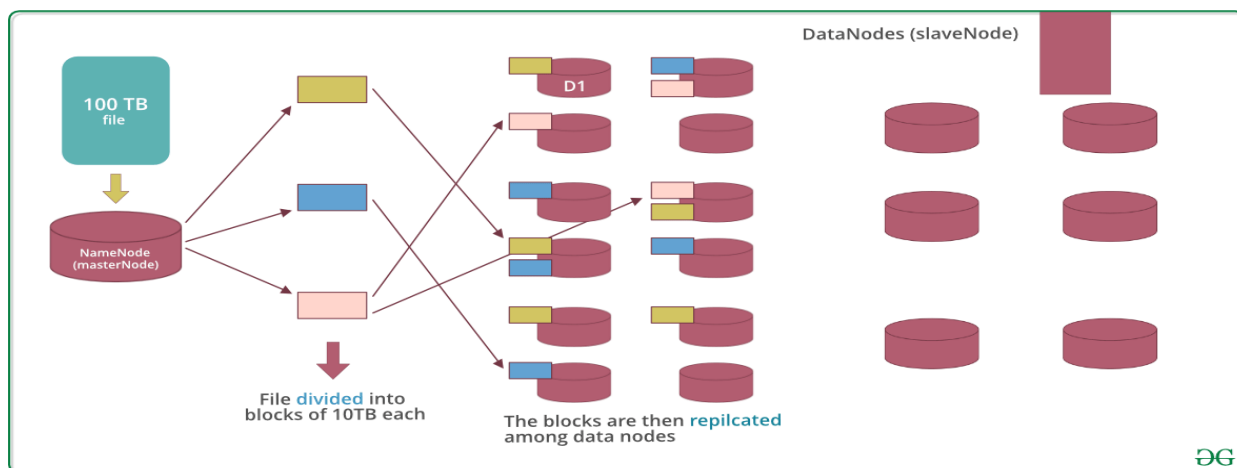 100 TB
file
NameNode
(masterNode)
File divided into
blocks of 10TB each
D1
The blocks are then repilcated
among data nodes
DataNodes (slaveNode)